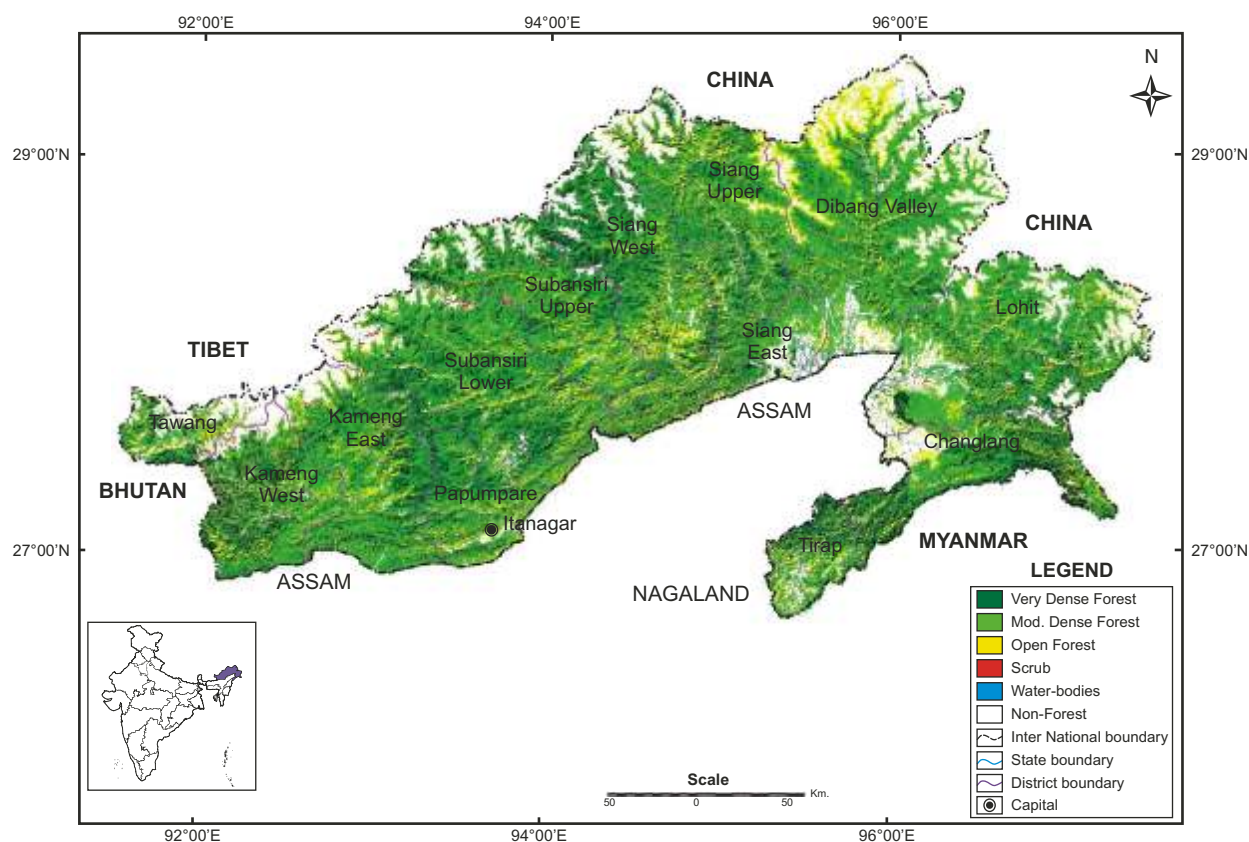 92°00'E
94°00'E
96°00'E
N
CHINA
29°00'N
29°00'N
Siang
Upper
Dibang Valley
Siang
West
CHINA
Subansiri
Upper
Lohit
Siang
East
TIBET
Subansiri
Lower
ASSAM
Tawang
Kameng
East
Changlang
Kameng
West
BHUTAN
Papumpare
Itanagar
27°00'N
27°00'N
Tirap
MYANMAR
ASSAM
NAGALAND
LEGEND
Very Dense Forest
Mod. Dense Forest
Open Forest
Scrub
Water-bodies
Non-Forest
Inter National boundary
State boundary
District boundary
Capital
Scale
50
0
50
Km.
92°00'E
94°00'E
96°00'E